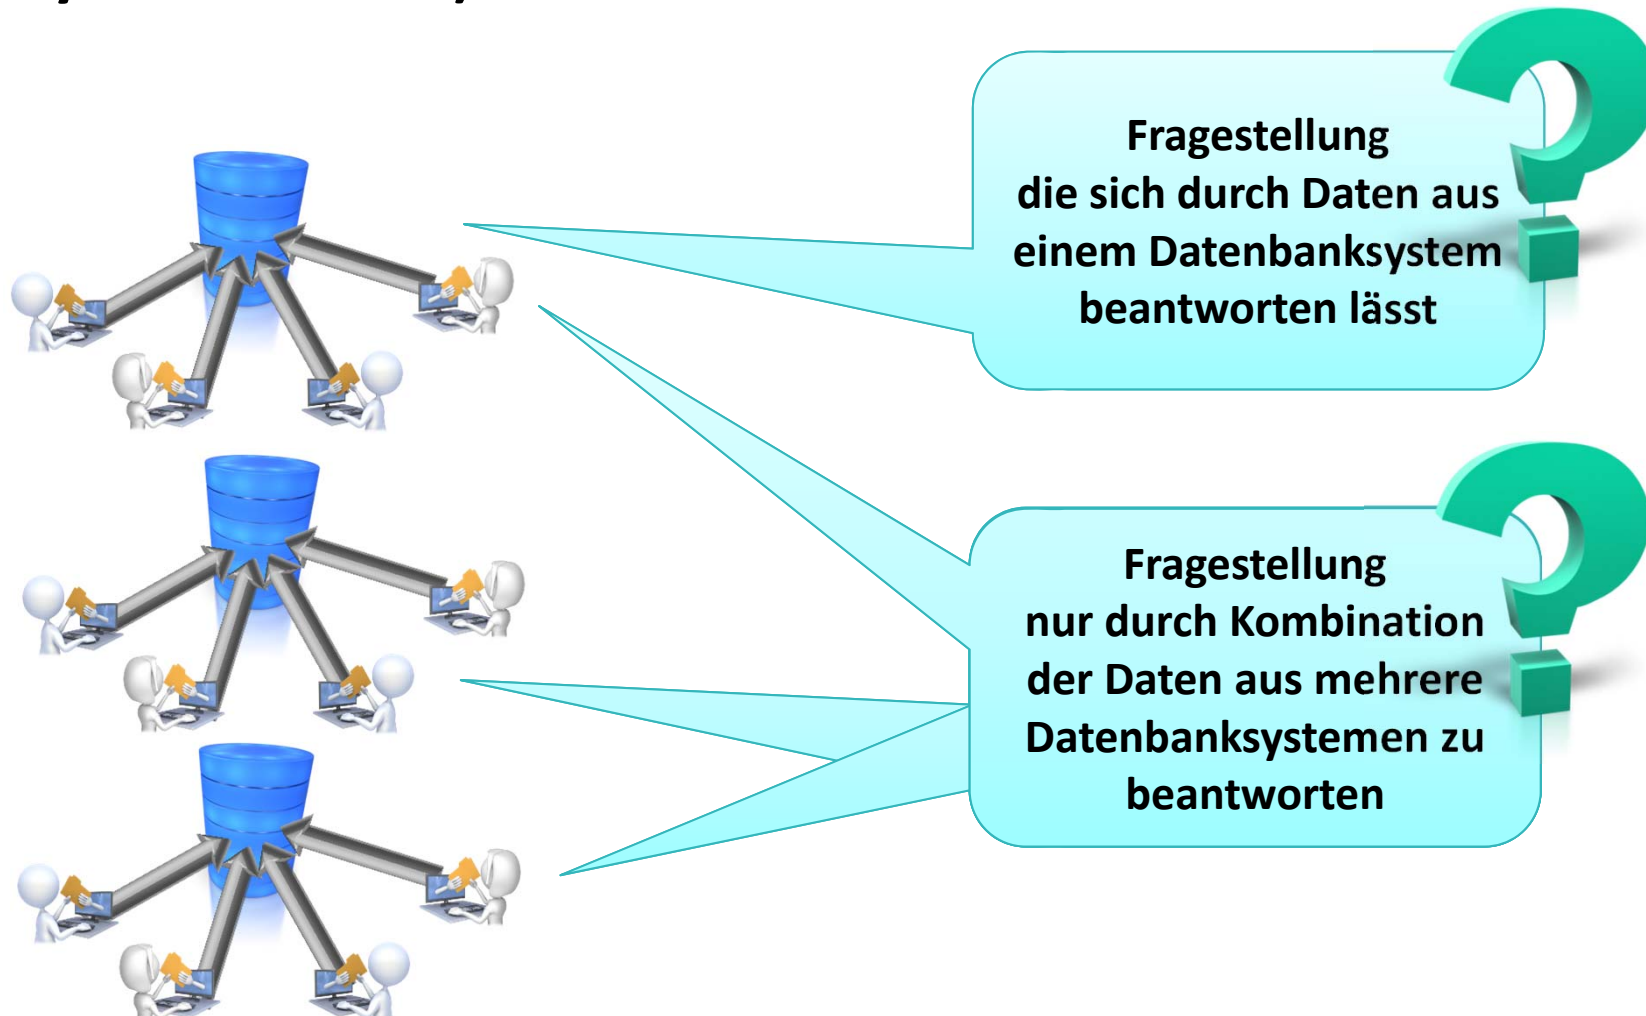 Fragestellung
die sich durch Daten aus
einem Datenbanksystem
beantworten lässt
Fragestellung
nur durch Kombination
der Daten aus mehrere
Datenbanksystemen zu
beantworten